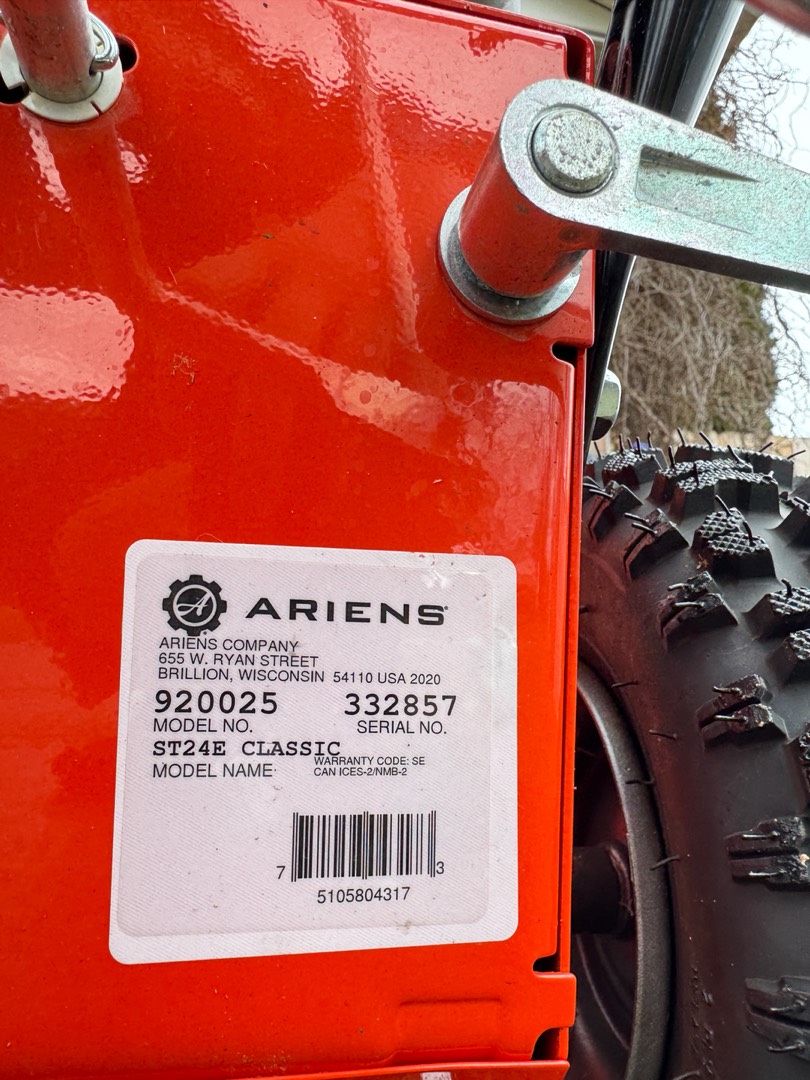 A ARIENS
ARIENS COMPANY
655 W. RYAN STREET
BRILLION, WISCONSIN 54110 USA 2020
920025 332857
MODEL NO. SERIAL NO.
ST24E CLASSIC
MODEL NAME WARRANTY CODE: SE
CAN ICES-2/NMB-2
7 3
5105804317